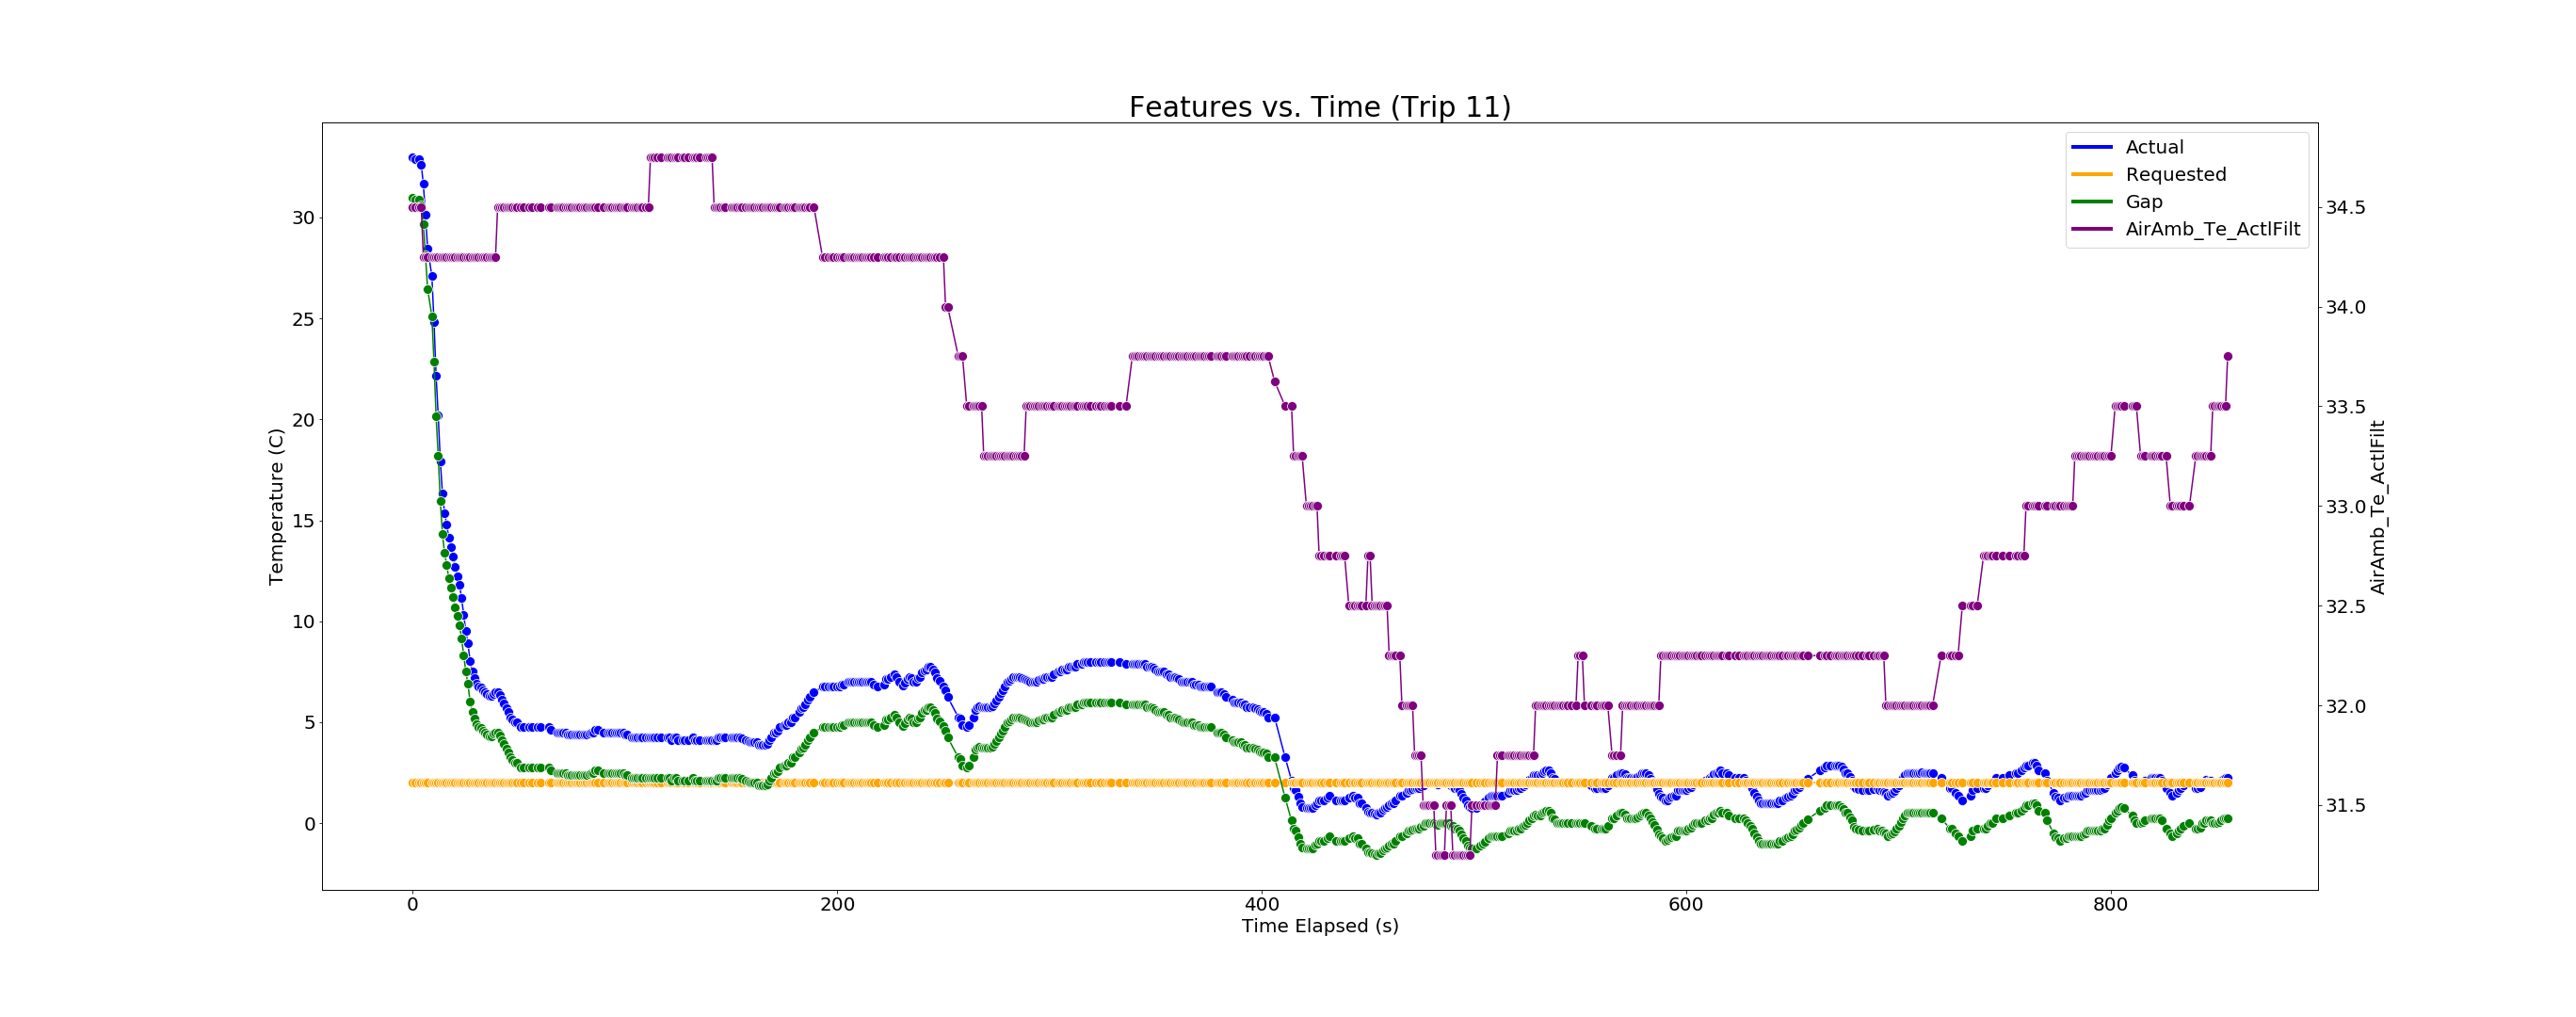 Features vs. Time (Trip 11)
Actual
Requested
Gap
AirAmb_Te_ActlFilt
30
25
20
15
10
5
0
Temperature (C)
34.5
34.0
33.5
33.0
32.5
32.0
31.5
AirAmb_Te_ActlFilt
0 200 400 600 800
Time Elapsed (s)